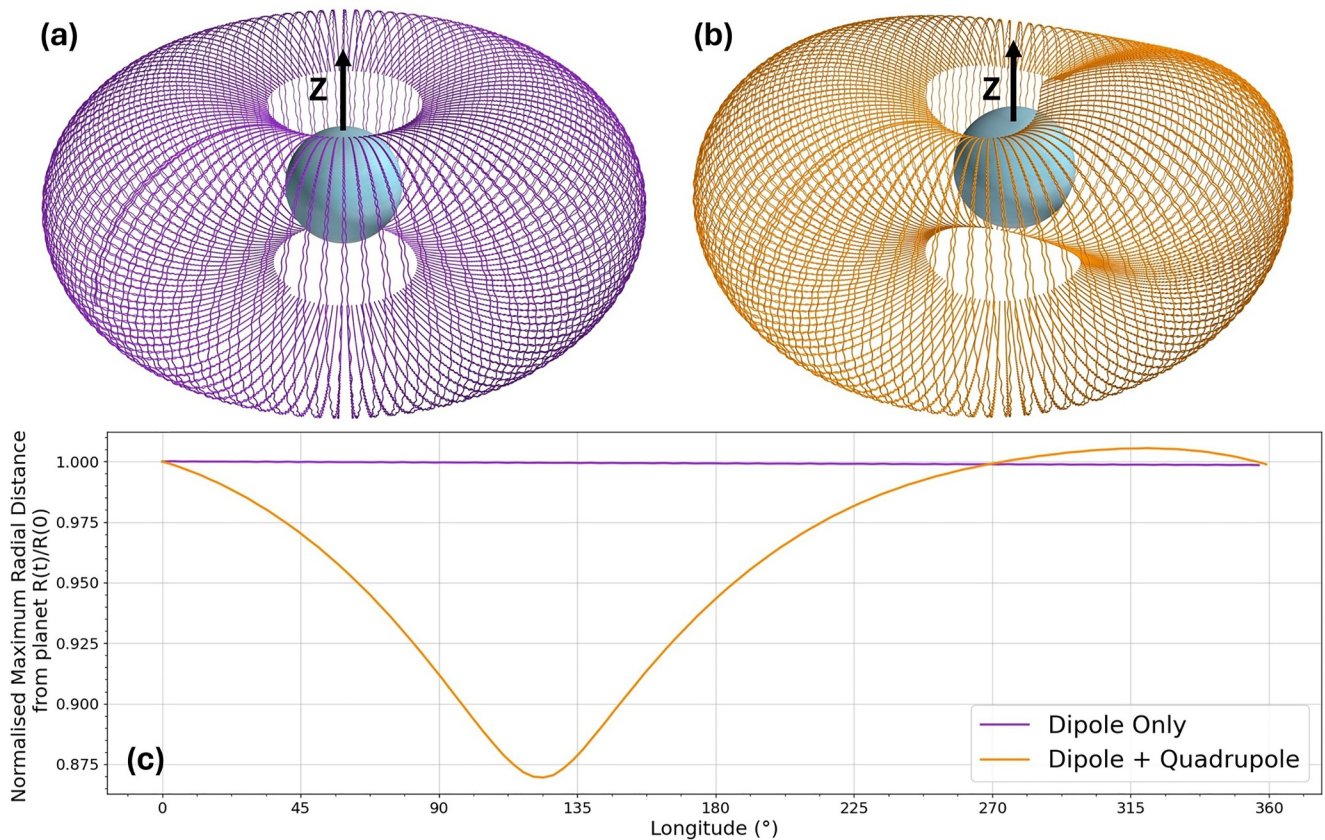 (a)
Z
(b)
Z
Normalised Maximum Radial Distance
from planet R(t)/R(0)
1.000
0.975
0.950
0.925
0.900
0.875
(c)
Dipole Only
Dipole + Quadrupole
0 45 90 135 180 225 270 315 360
Longitude (°)